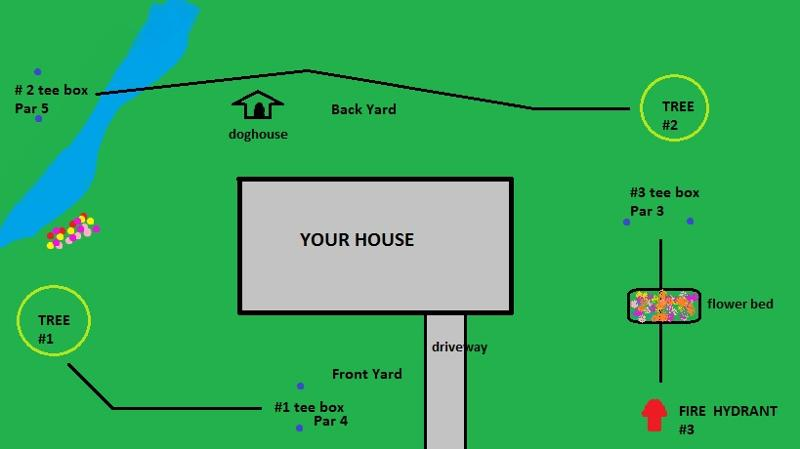 # 2 tee box
Par 5
doghouse
Back Yard
TREE
#2
#3 tee box
Par 3
YOUR HOUSE
flower bed
TREE
#1
driveway
Front Yard
#1 tee box
Par 4
FIRE HYDRANT
#3